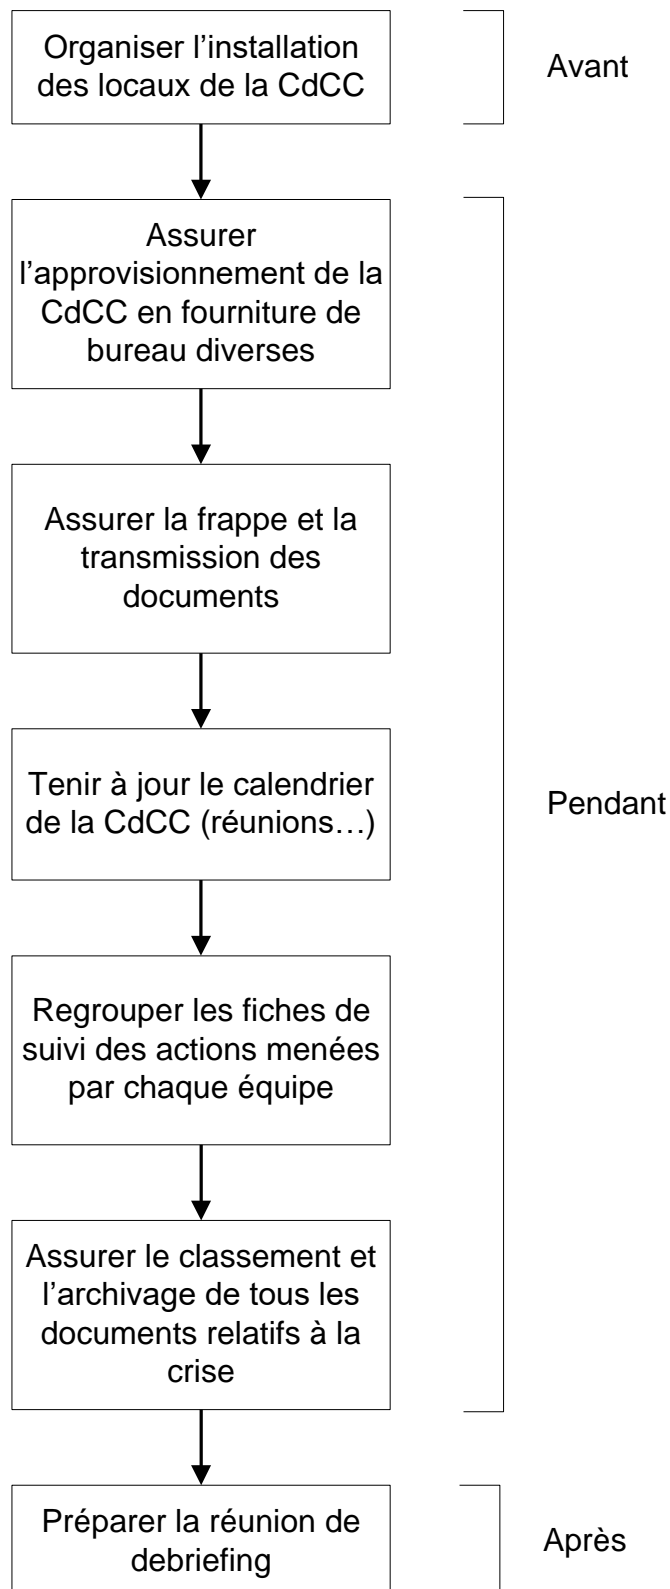 Organiser l’installation
des locaux de la CdCC
Avant
Assurer
l’approvisionnement de la
CdCC en fourniture de
bureau diverses
Assurer la frappe et la
transmission des
documents
Tenir à jour le calendrier
de la CdCC (réunions…)
Pendant
Regrouper les fiches de
suivi des actions menées
par chaque équipe
Assurer le classement et
l’archivage de tous les
documents relatifs à la
crise
Préparer la réunion de
debriefing
Après